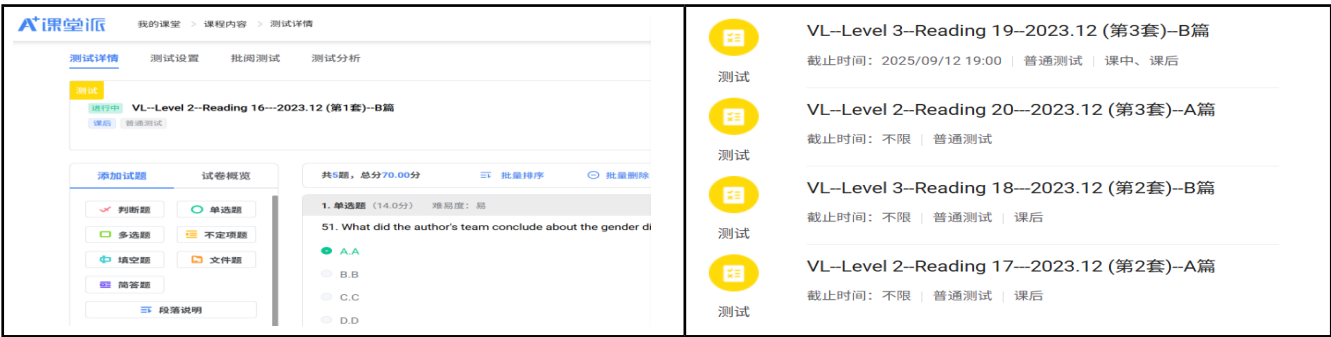 A+课堂派
我的课堂 > 课程内容 > 测试详情
测试详情 测试设置 批阅测试 测试分析
测试
进行中 VL--Level 2--Reading 16---2023.12 (第1套)--B篇
课后 普通测试
添加试题 试卷概览
判断题 单选题
多选题 不定项题
填空题 文件题
简答题
段落说明
共5题，总分70.00分 批量排序 批量删除
1. 单选题（14.0分） 难易度：易
51. What did the author's team conclude about the gender di
A.A
B.B
C.C
D.D
VL--Level 3--Reading 19--2023.12 (第3套)--B篇
截止时间：2025/09/12 19:00 | 普通测试 | 课中、课后
测试
VL--Level 2--Reading 20---2023.12 (第3套)--A篇
截止时间：不限 | 普通测试
测试
VL--Level 3--Reading 18---2023.12 (第2套)--B篇
截止时间：不限 | 普通测试 | 课后
测试
VL--Level 2--Reading 17---2023.12 (第2套)--A篇
截止时间：不限 | 普通测试 | 课后
测试